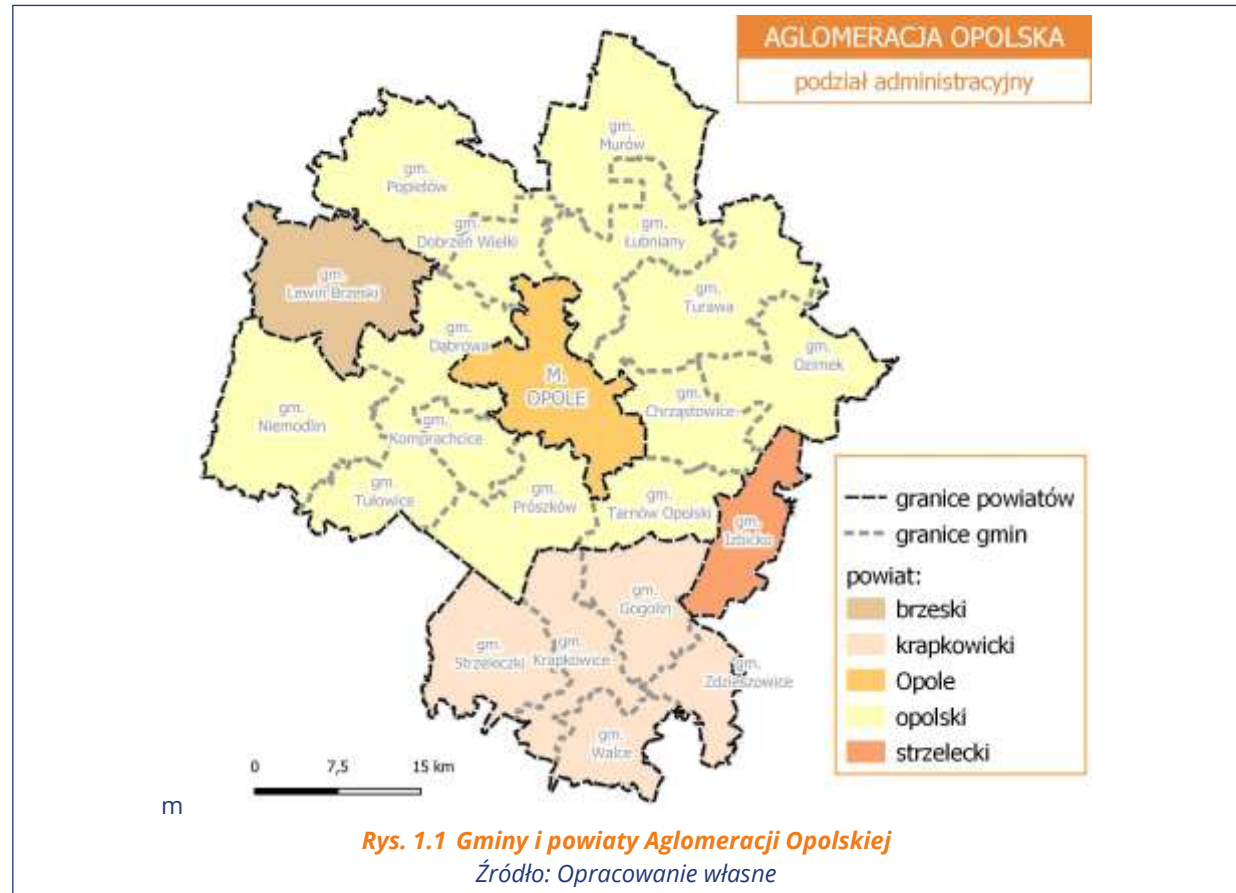 AGLOMERACJA OPOLSKA
podział administracyjny
gm.
Murów
gm.
Popielów
gm.
Dobrzeń Wielki
gm.
Łubniany
gm.
Lewin Brzeski
gm.
Turawa
gm.
Dąbrowa
gm.
Ozimek
M.
OPOLE
gm.
Chrząstowice
gm.
Niemodlin
gm.
Komprachcice
gm.
Tułowice
gm.
Prószków
gm.
Tarnów Opolski
gm.
Izbicko
gm.
Gogolin
gm.
Strzeleczki
gm.
Krapkowice
gm.
Zdzieszowice
gm.
Walce
granice powiatów
granice gmin
powiat:
brzeski
krapkowicki
Opole
opolski
strzelecki
0 7,5 15 km
m
Rys. 1.1 Gminy i powiaty Aglomeracji Opolskiej
Źródło: Opracowanie własne